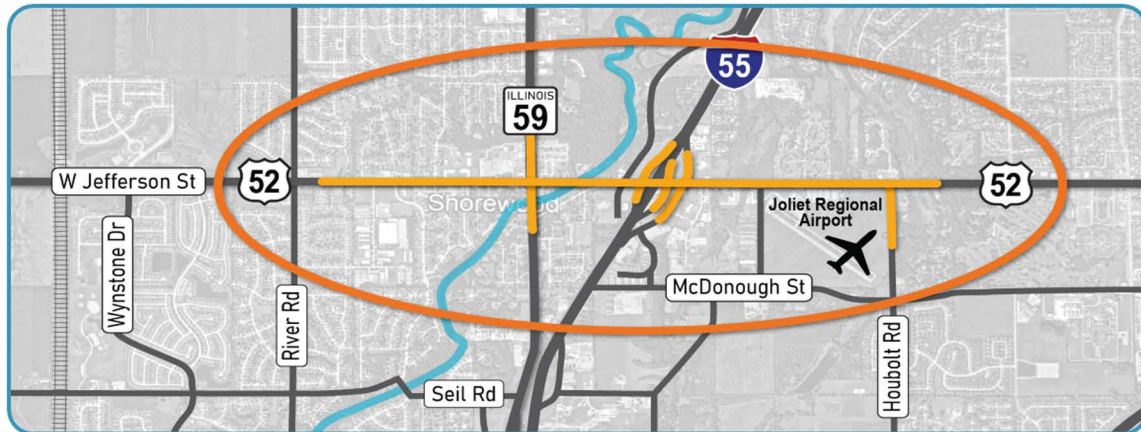 55
ILLINOIS
59
W Jefferson St
52
52
Shorewood
Joliet Regional
Airport
Wynstone Dr
River Rd
McDonough St
Houbolt Rd
Seil Rd